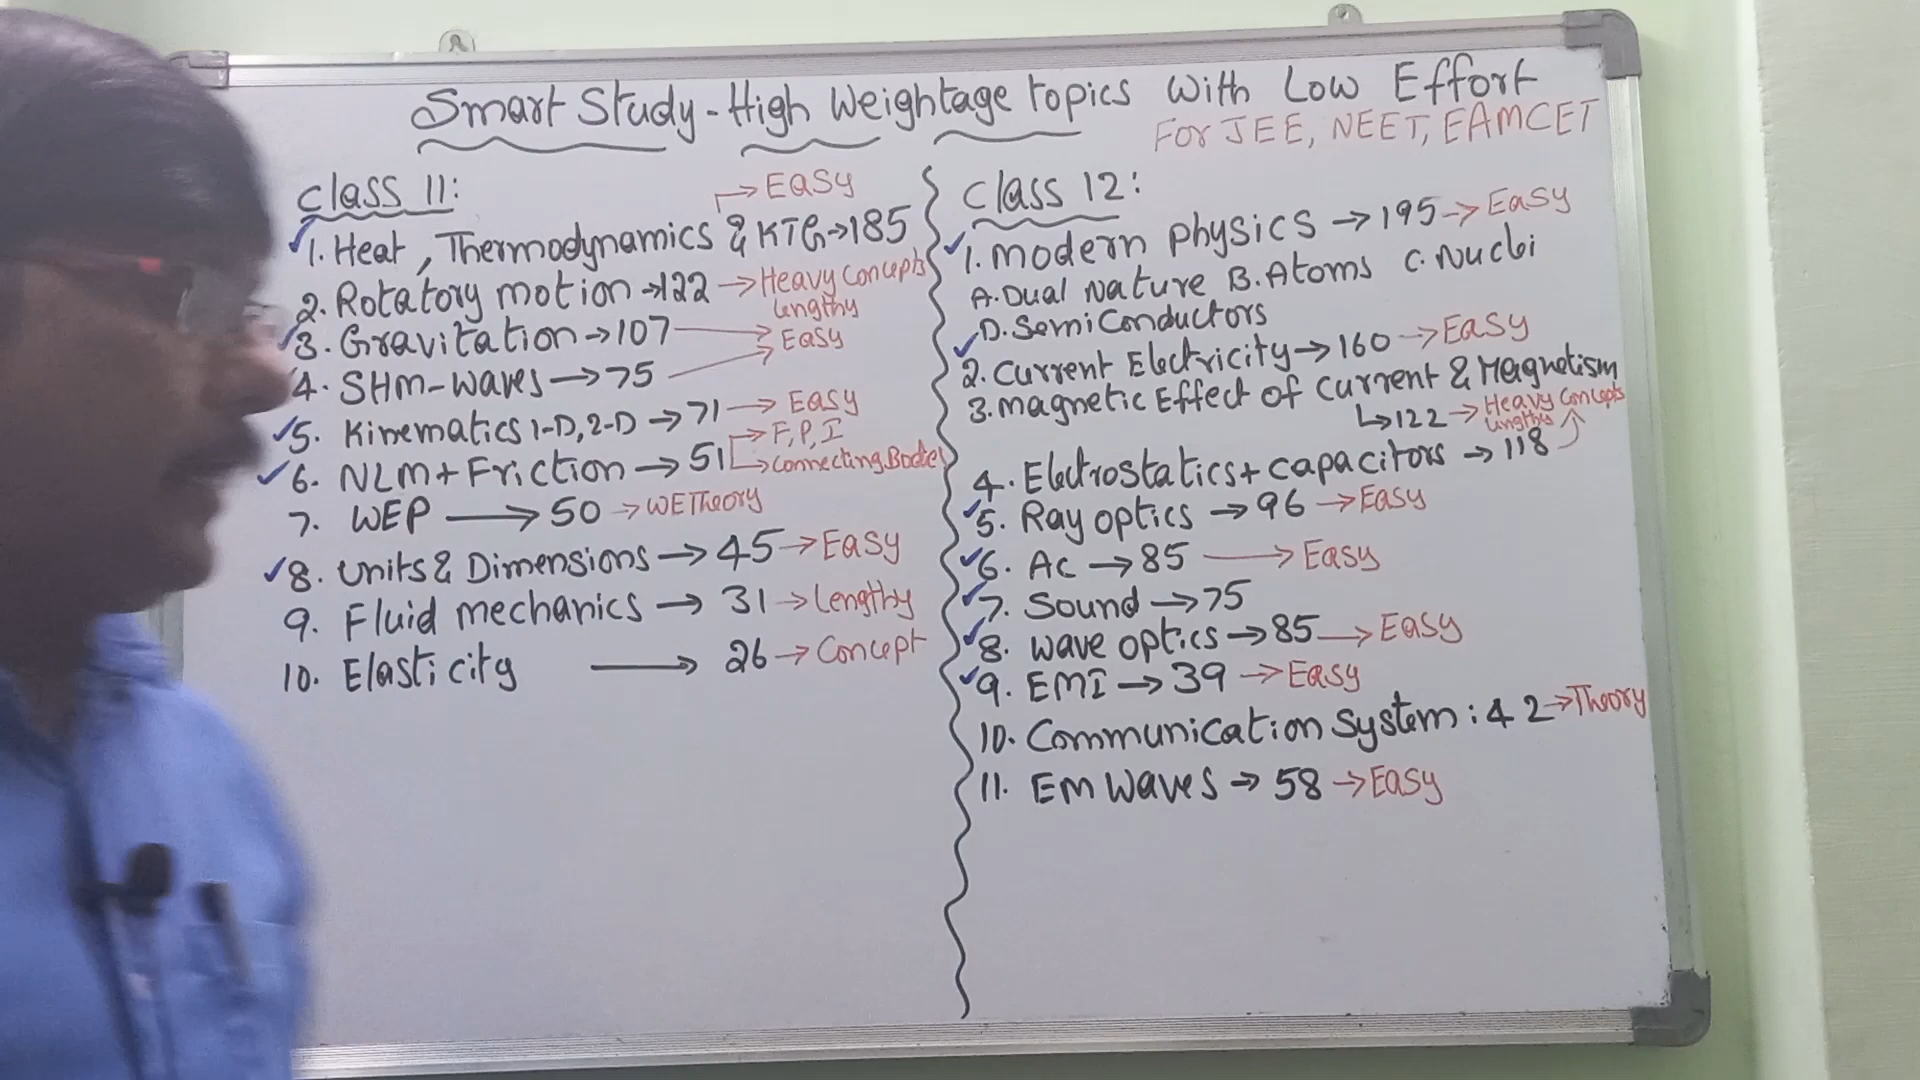 Smart Study - High Weightage topics With Low Effort
For JEE, NEET, EAMCET
Class 11:
→ Easy
1. Heat, Thermodynamics & KTG → 185
2. Rotatory motion → 122 → Heavy Concepts
Lengthy
3. Gravitation → 107
Easy
4. SHM-Waves → 75
5. Kinematics 1-D, 2-D → 71 → Easy
6. NLM + Friction → 51 → F, P, I
→ Connecting Bodies
7. WEP → 50 → WE Theory
8. Units & Dimensions → 45 → Easy
9. Fluid mechanics → 31 → Lengthy
10. Elasticity → 26 → Concept
Class 12:
1. Modern physics → 195 → Easy
A. Dual Nature B. Atoms C. Nucli
D. SemiConductors
2. Current Electricity → 160 → Easy
3. Magnetic Effect of Current & Magnetism
↳ 122 → Heavy Concepts
Lengthy
4. Electrostatics + Capacitors → 118
5. Ray optics → 96 → Easy
6. AC → 85 → Easy
7. Sound → 75
8. Wave optics → 85 → Easy
9. EMI → 39 → Easy
10. Communication System : 42 → Theory
11. EM Waves → 58 → Easy